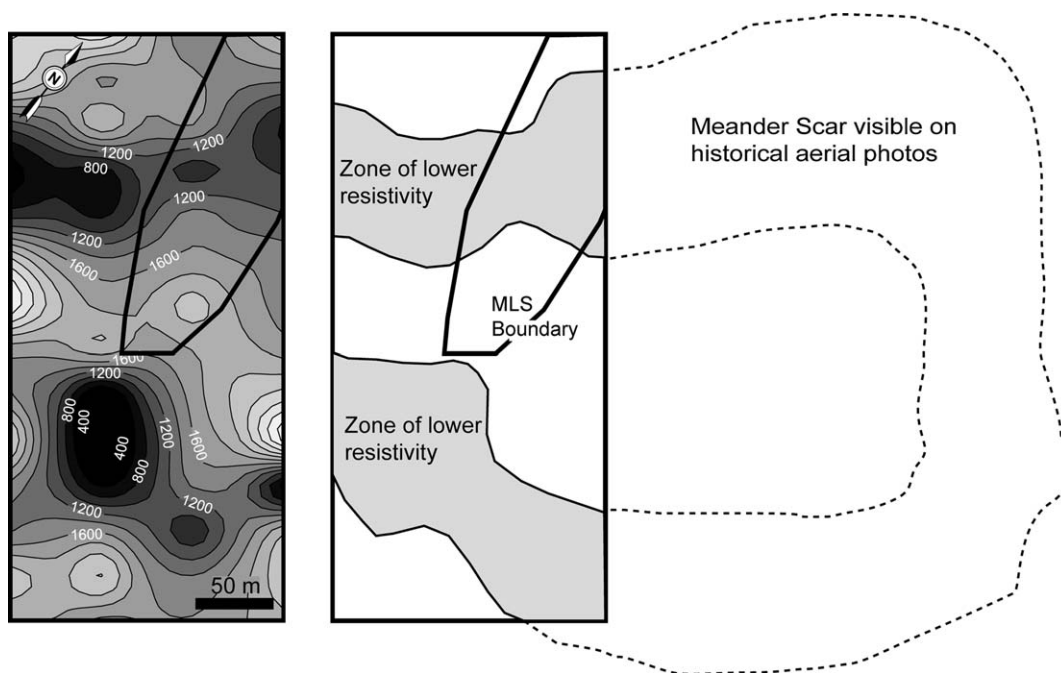 N
1200
1200
800
1200
1200
1600
1600
1600
1200
800
400
400
800
1200
1600
1200
1200
1600
50 m
Zone of lower
resistivity
MLS
Boundary
Zone of lower
resistivity
Meander Scar visible on
historical aerial photos